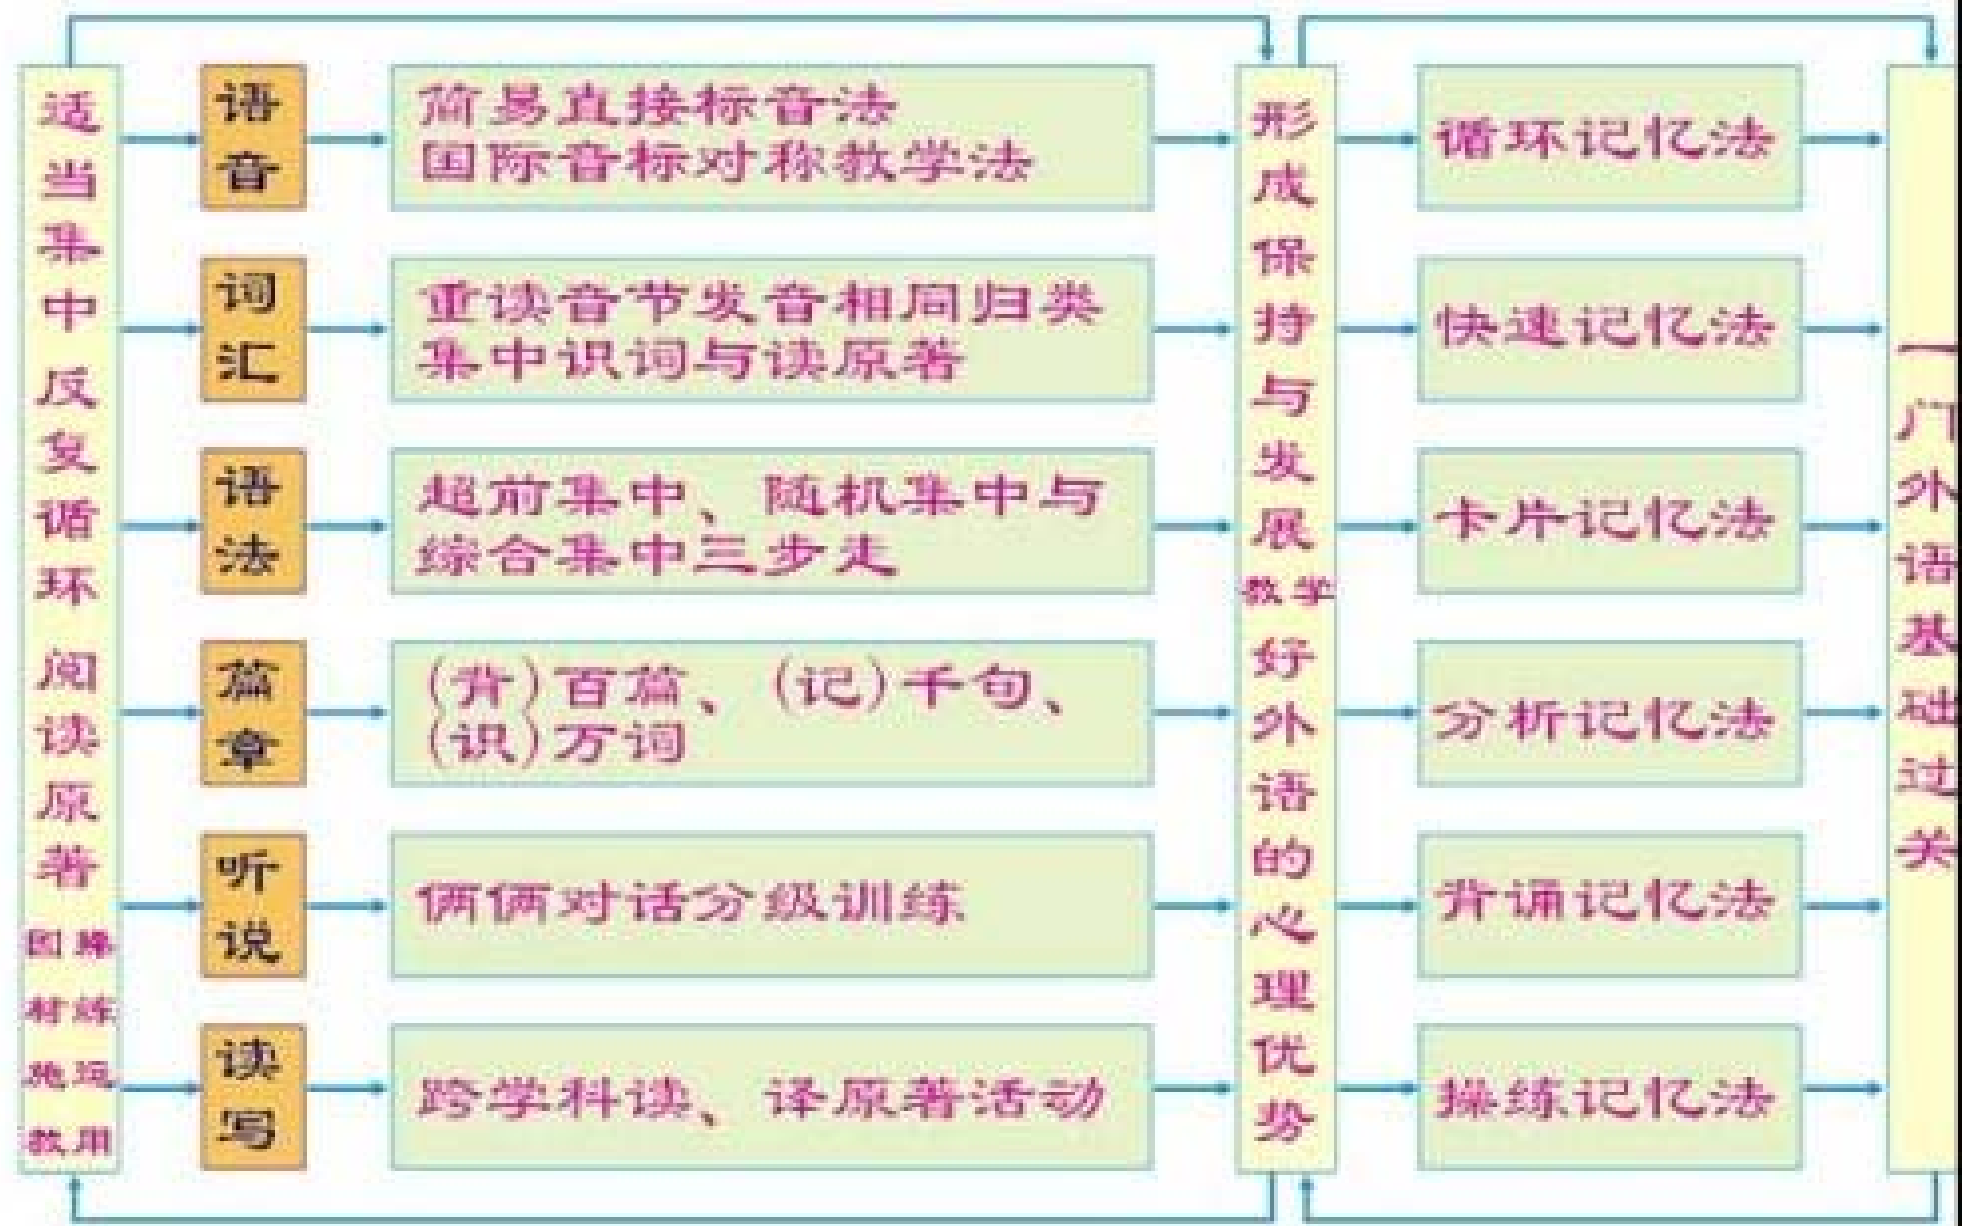 适当集中反复循环阅读原著
因材施教
操练运用
语音
简易直接标音法
国际音标对称教学法
词汇
重读音节发音相同归类
集中识词与读原著
语法
超前集中、随机集中与
综合集中三步走
篇章
(背)百篇、(记)千句、
(识)万词
听说
俩俩对话分级训练
读写
跨学科读、译原著活动
形成保持与发展教学好外语的心理优势
循环记忆法
快速记忆法
卡片记忆法
分析记忆法
背诵记忆法
操练记忆法
一门外语基础过关